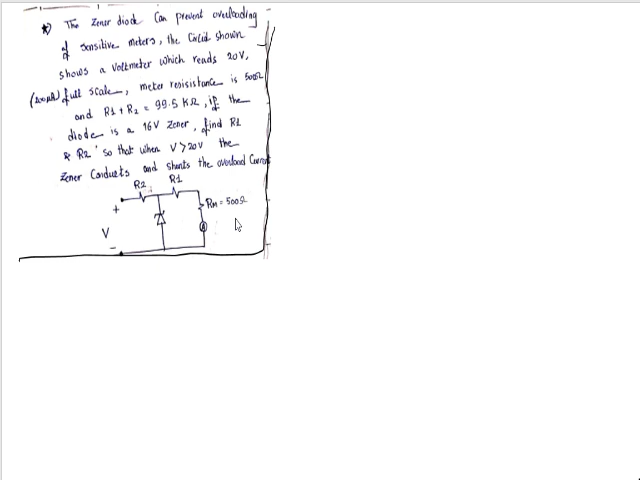 The Zener diode Can prevent overloading
of sensitive meters, the Circuit shown
shows a Voltmeter which reads 20V,
(200μA) full scale, meter resisistance is 500Ω
and R1 + R2 = 99.5 KΩ, if the
diode is a 16V Zener, find R1
& R2 so that when V>20V the
Zener Conducts and shunts the overload Current
R2 R1
+ RM = 500Ω
V
-